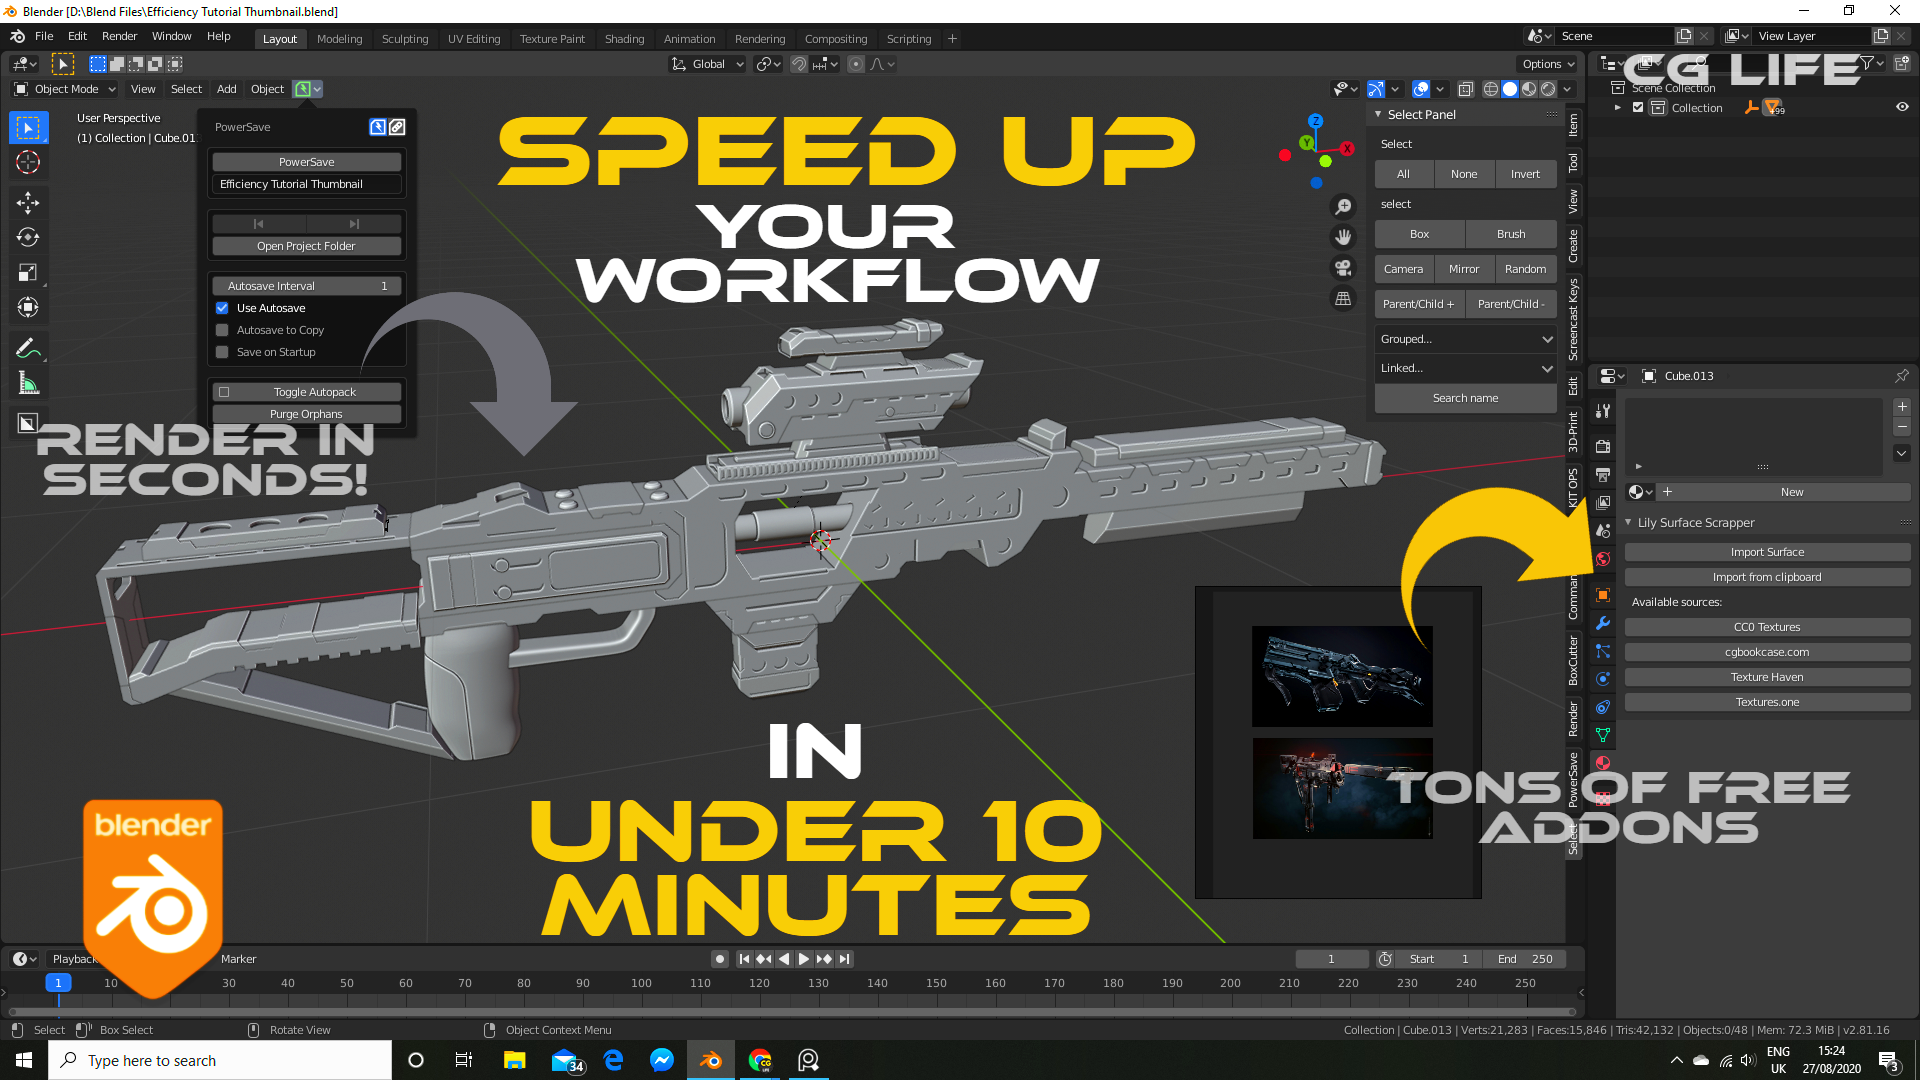 Blender [D:\Blend Files\Efficiency Tutorial Thumbnail.blend]
File Edit Render Window Help
Layout Modeling Sculpting UV Editing Texture Paint Shading Animation Rendering Compositing Scripting +
Scene
View Layer
Global
Options
Object Mode View Select Add Object
CG LIFE
Scene Collection
Collection
+99
User Perspective
(1) Collection | Cube.013
PowerSave
PowerSave
Efficiency Tutorial Thumbnail
Open Project Folder
Autosave Interval 1
Use Autosave
Autosave to Copy
Save on Startup
Toggle Autopack
Purge Orphans
SPEED UP
YOUR
WORKFLOW
RENDER IN
SECONDS!
Z
Y
X
Select Panel
Select
All None Invert
select
Box Brush
Camera Mirror Random
Parent/Child + Parent/Child -
Grouped...
Linked...
Search name
Item
Tool
View
Create
Screencast Keys
Edit
3D-Print
KIT OPS
Comman
BoxCutter
Render
PowerSave
Select
Cube.013
New
Lily Surface Scrapper
Import Surface
Import from clipboard
Available sources:
CC0 Textures
cgbookcase.com
Texture Haven
Textures.one
TONS OF FREE
ADDONS
IN
UNDER 10
MINUTES
blender
Playback Marker
1
Start 1
End 250
1 10 30 40 50 60 70 80 90 100 110 120 130 140 150 160 170 180 190 200 210 220 230 240 250
Select Box Select Rotate View Object Context Menu
Collection | Cube.013 | Verts:21,283 | Faces:15,846 | Tris:42,132 | Objects:0/48 | Mem: 72.3 MiB | v2.81.16
Type here to search
34
CG
LIFE
ENG
UK
15:24
27/08/2020
3